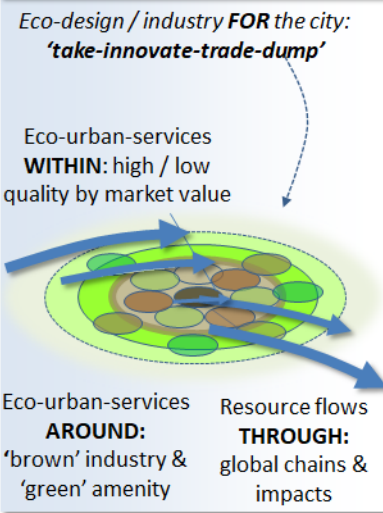 Eco-design / industry FOR the city:
‘take-innovate-trade-dump’
Eco-urban-services
WITHIN: high / low
quality by market value
Eco-urban-services
AROUND:
‘brown’ industry &
‘green’ amenity
Resource flows
THROUGH:
global chains &
impacts